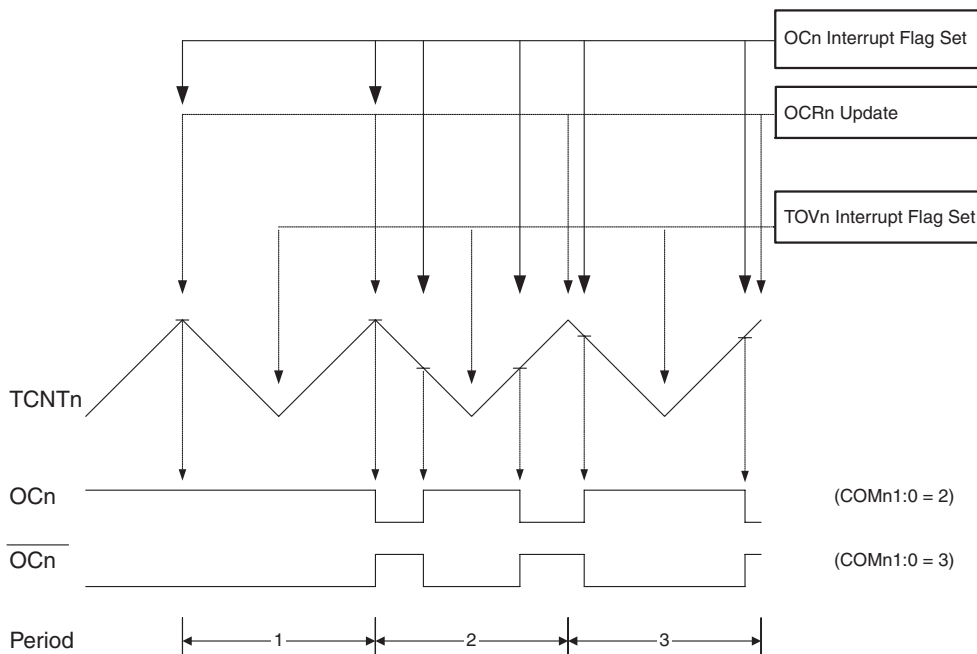 OCn Interrupt Flag Set
OCRn Update
TOVn Interrupt Flag Set
TCNTn
OCn
(COMn1:0 = 2)
OCn
(COMn1:0 = 3)
Period
1
2
3